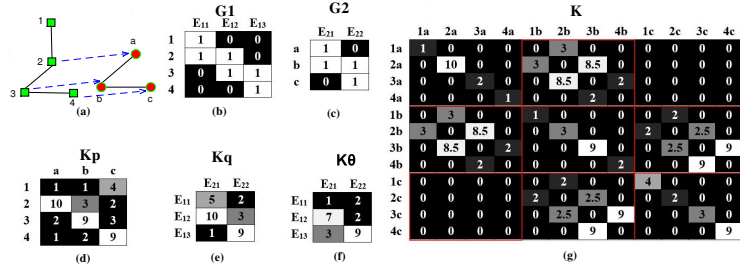 1
2
3
4
a
b
c
(a)
G1
E11 E12 E13
1 1 0 0
2 1 1 0
3 0 1 1
4 0 0 1
(b)
G2
E21 E22
a 1 0
b 1 1
c 0 1
(c)
Kp
a b c
1 1 1 4
2 10 3 2
3 2 9 3
4 1 2 9
(d)
Kq
E21 E22
E11 5 2
E12 10 3
E13 1 9
(e)
Kθ
E21 E22
E11 1 2
E12 7 2
E13 3 9
(f)
K
1a 2a 3a 4a 1b 2b 3b 4b 1c 2c 3c 4c
1a 1 0 0 0 0 3 0 0 0 0 0 0
2a 0 10 0 0 3 0 8.5 0 0 0 0 0
3a 0 0 2 0 0 8.5 0 2 0 0 0 0
4a 0 0 0 1 0 0 2 0 0 0 0 0
1b 0 3 0 0 1 0 0 0 0 2 0 0
2b 3 0 8.5 0 0 3 0 0 2 0 2.5 0
3b 0 8.5 0 2 0 0 9 0 0 2.5 0 9
4b 0 0 2 0 0 0 0 2 0 0 9 0
1c 0 0 0 0 0 2 0 0 4 0 0 0
2c 0 0 0 0 2 0 2.5 0 0 2 0 0
3c 0 0 0 0 0 2.5 0 9 0 0 3 0
4c 0 0 0 0 0 0 9 0 0 0 0 9
(g)